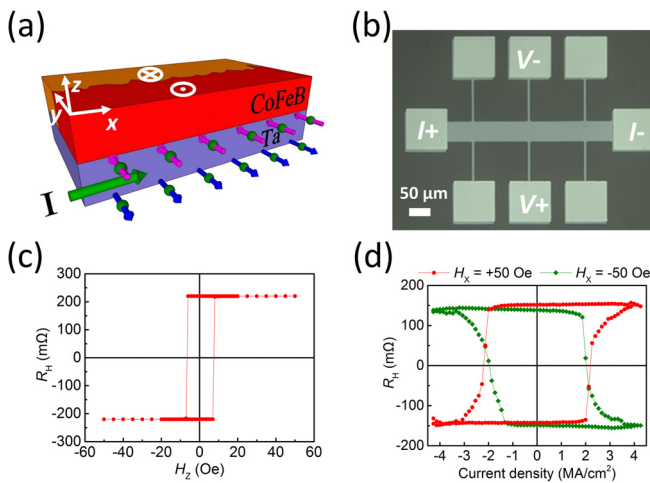 (a)
z
y
x
CoFeB
Ta
I
(b)
V-
I+
I-
50 µm
V+
(c)
300
200
100
0
-100
-200
-300
R_H (mΩ)
-60 -40 -20 0 20 40 60
H_Z (Oe)
(d)
H_X = +50 Oe
H_X = -50 Oe
200
150
100
0
-100
-150
200
R_H (mΩ)
-4 -3 -2 -1 0 1 2 3 4
Current density (MA/cm²)